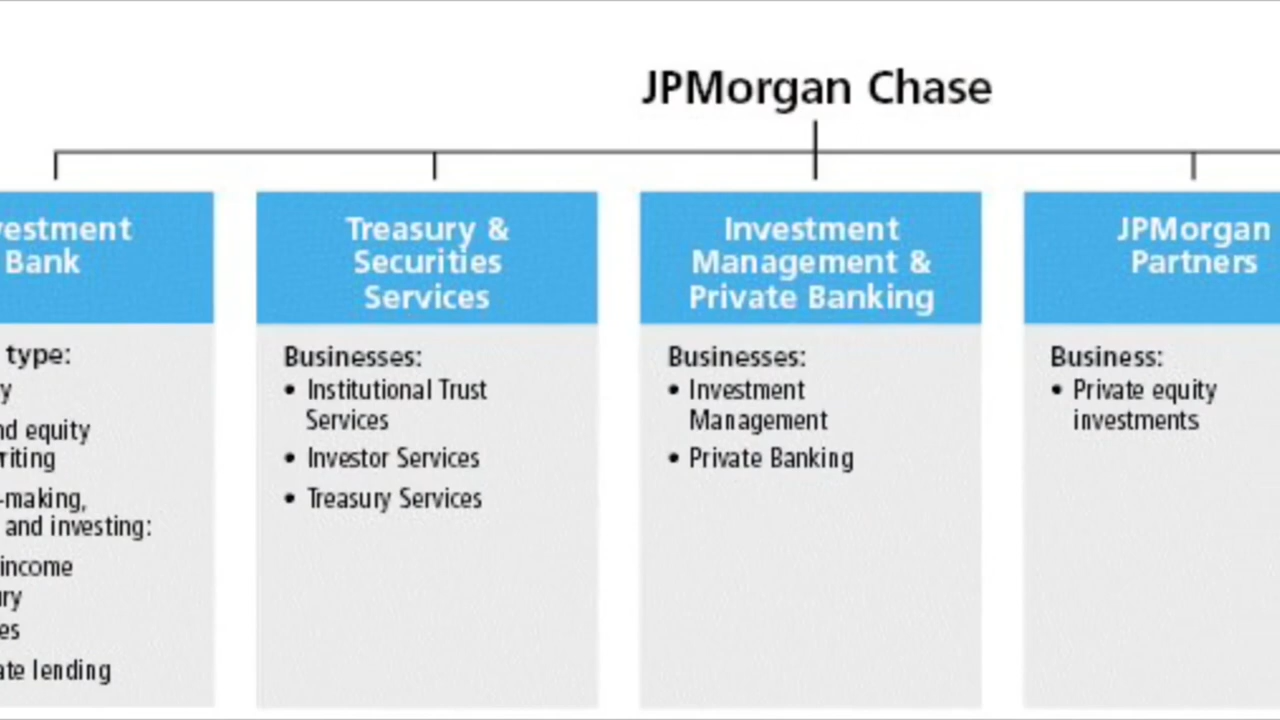 JPMorgan Chase
vestment
Bank
type:
y
nd equity
riting
-making,
and investing:
income
ury
es
ate lending
Treasury &
Securities
Services
Businesses:
• Institutional Trust
Services
• Investor Services
• Treasury Services
Investment
Management &
Private Banking
Businesses:
• Investment
Management
• Private Banking
JPMorgan
Partners
Business:
• Private equity
investments